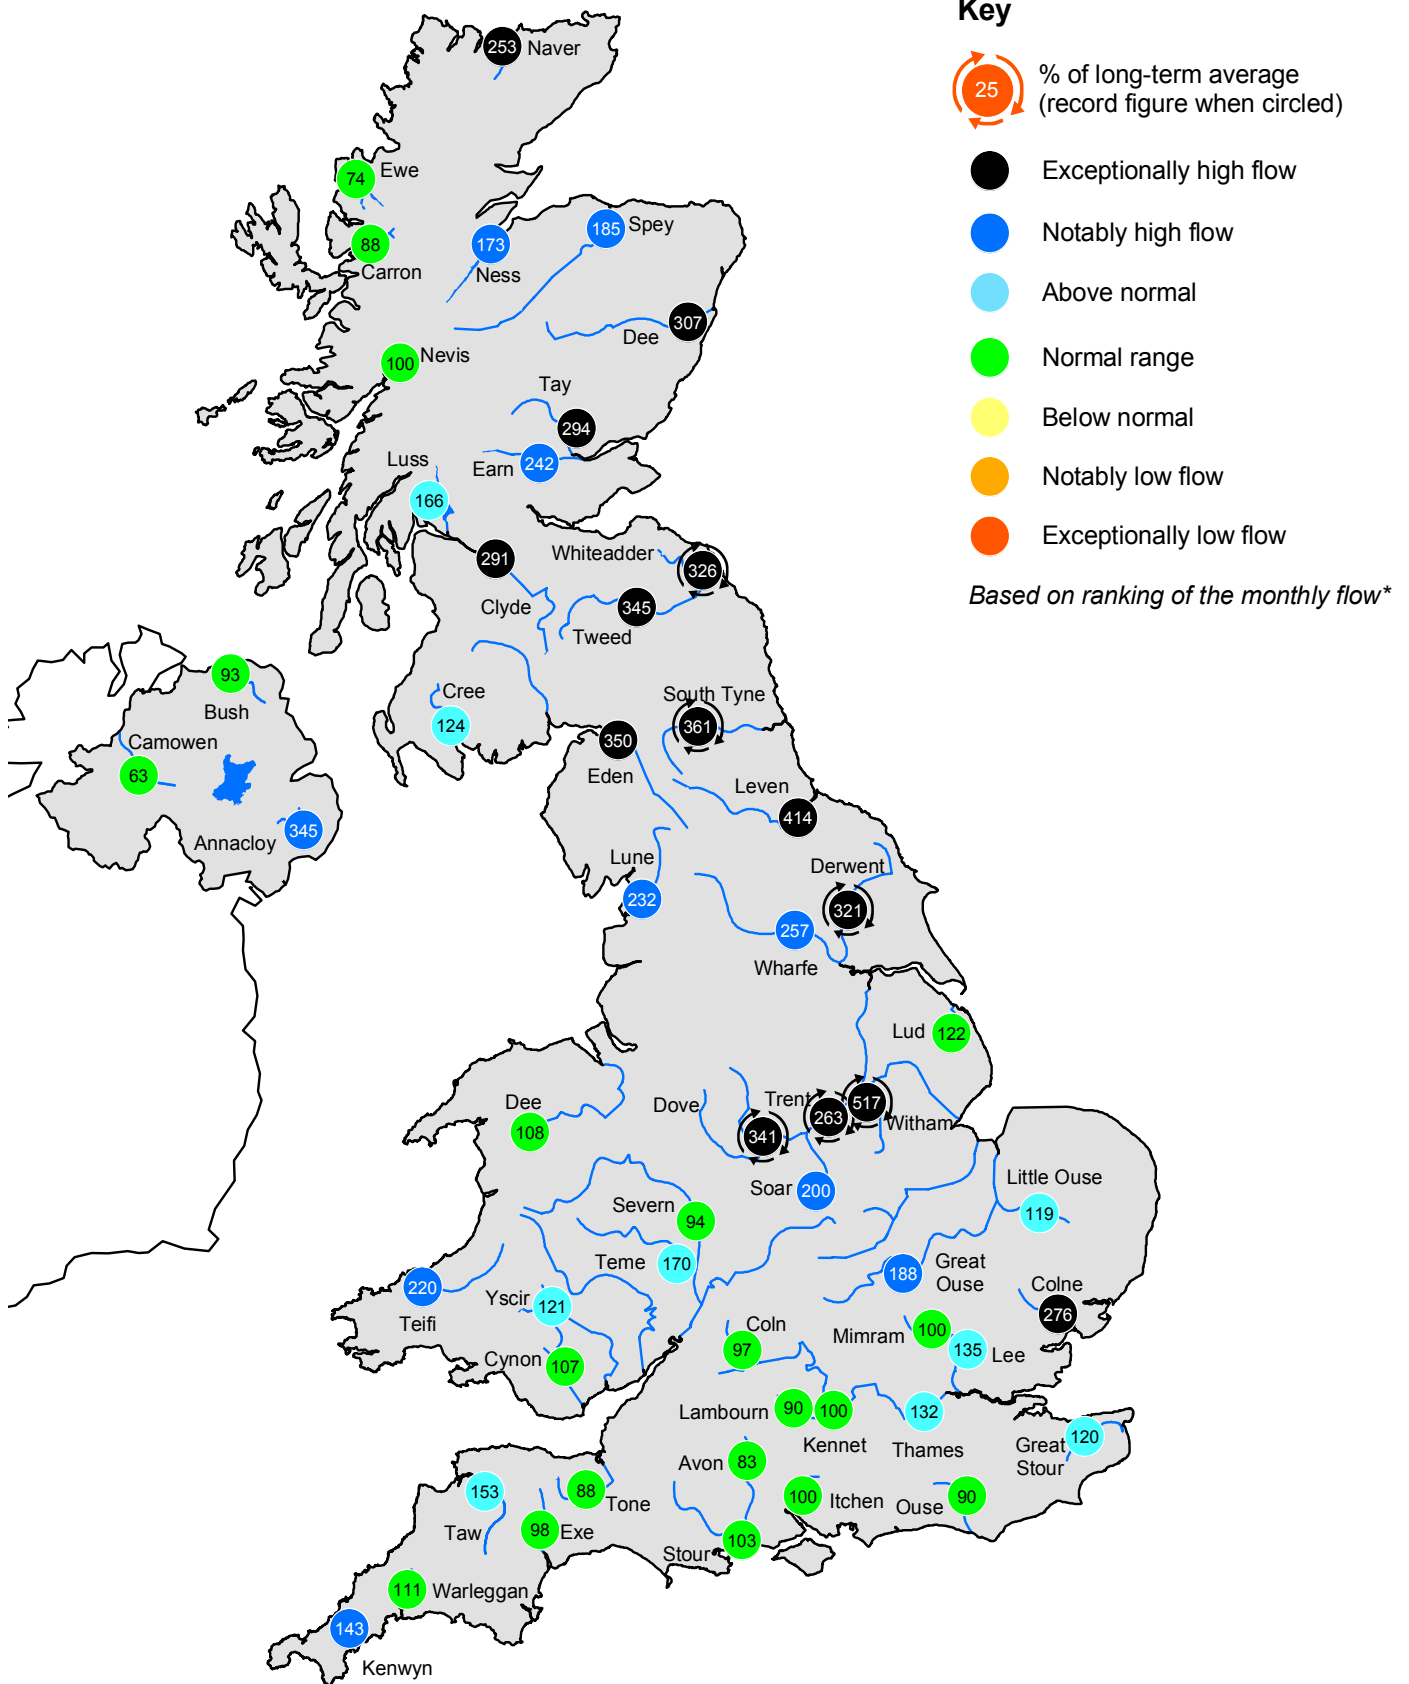 Key
25
% of long-term average
(record figure when circled)
Exceptionally high flow
Notably high flow
Above normal
Normal range
Below normal
Notably low flow
Exceptionally low flow
Based on ranking of the monthly flow*
253 Naver
74 Ewe
88
Carron
173
Ness
185 Spey
307
Dee
100 Nevis
Tay
294
Earn 242
Luss
166
291
Clyde
Whiteadder
326
345
Tweed
93
Bush
Camowen
63
Annacloy 345
Cree
124
South Tyne
361
350
Eden
Leven
414
Lune
232
Derwent
321
257
Wharfe
Lud 122
Dee
108
Dove
341
Trent
263
517
Witham
Soar 200
Little Ouse
119
Severn
94
Teme 170
188
Great
Ouse
Colne
276
220
Teifi
Yscir 121
Cynon 107
Coln
97
Mimram 100
135 Lee
Lambourn 90
100
Kennet
132
Thames
120
Great
Stour
Avon 83
100 Itchen
Ouse 90
153
Taw
88
Tone
98 Exe
103
Stour
111 Warleggan
143
Kenwyn